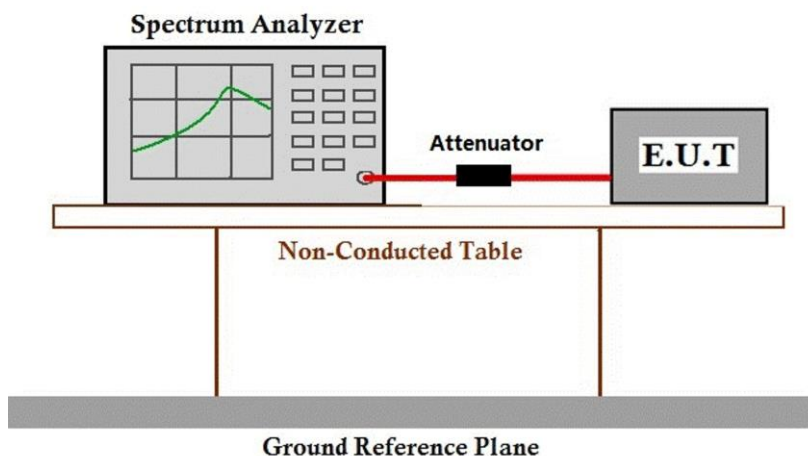 Spectrum Analyzer
Attenuator
E.U.T
Non-Conducted Table
Ground Reference Plane